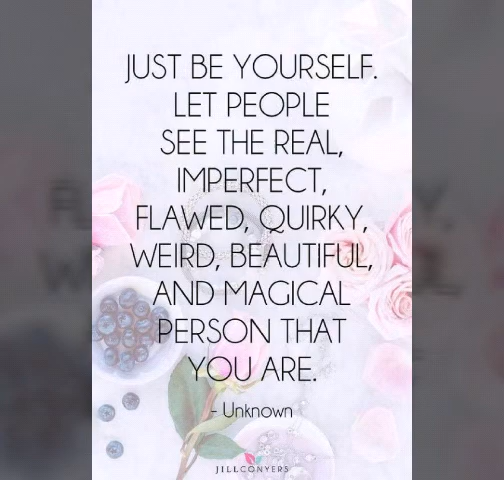 JUST BE YOURSELF.
LET PEOPLE
SEE THE REAL,
IMPERFECT,
FLAWED, QUIRKY,
WEIRD, BEAUTIFUL,
AND MAGICAL
PERSON THAT
YOU ARE.
- Unknown
JILLCONYERS